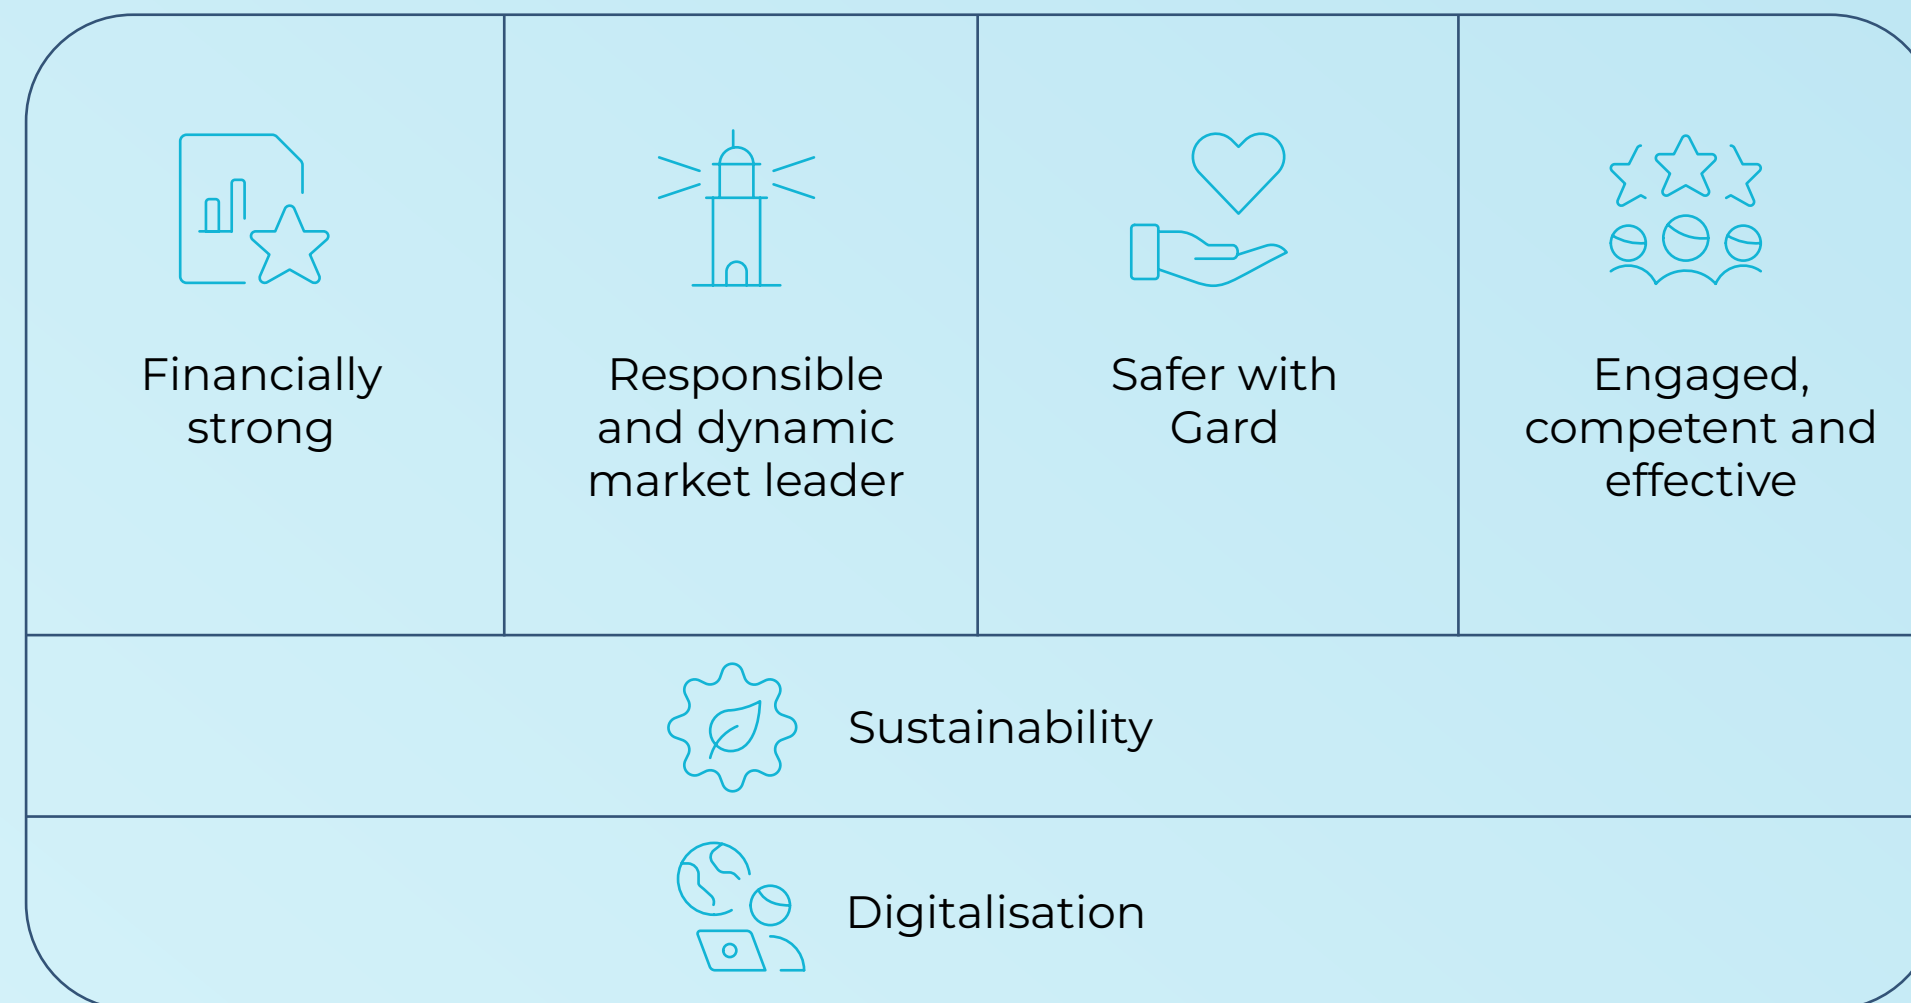 Financially
strong
Responsible
and dynamic
market leader
Safer with
Gard
Engaged,
competent and
effective
Sustainability
Digitalisation